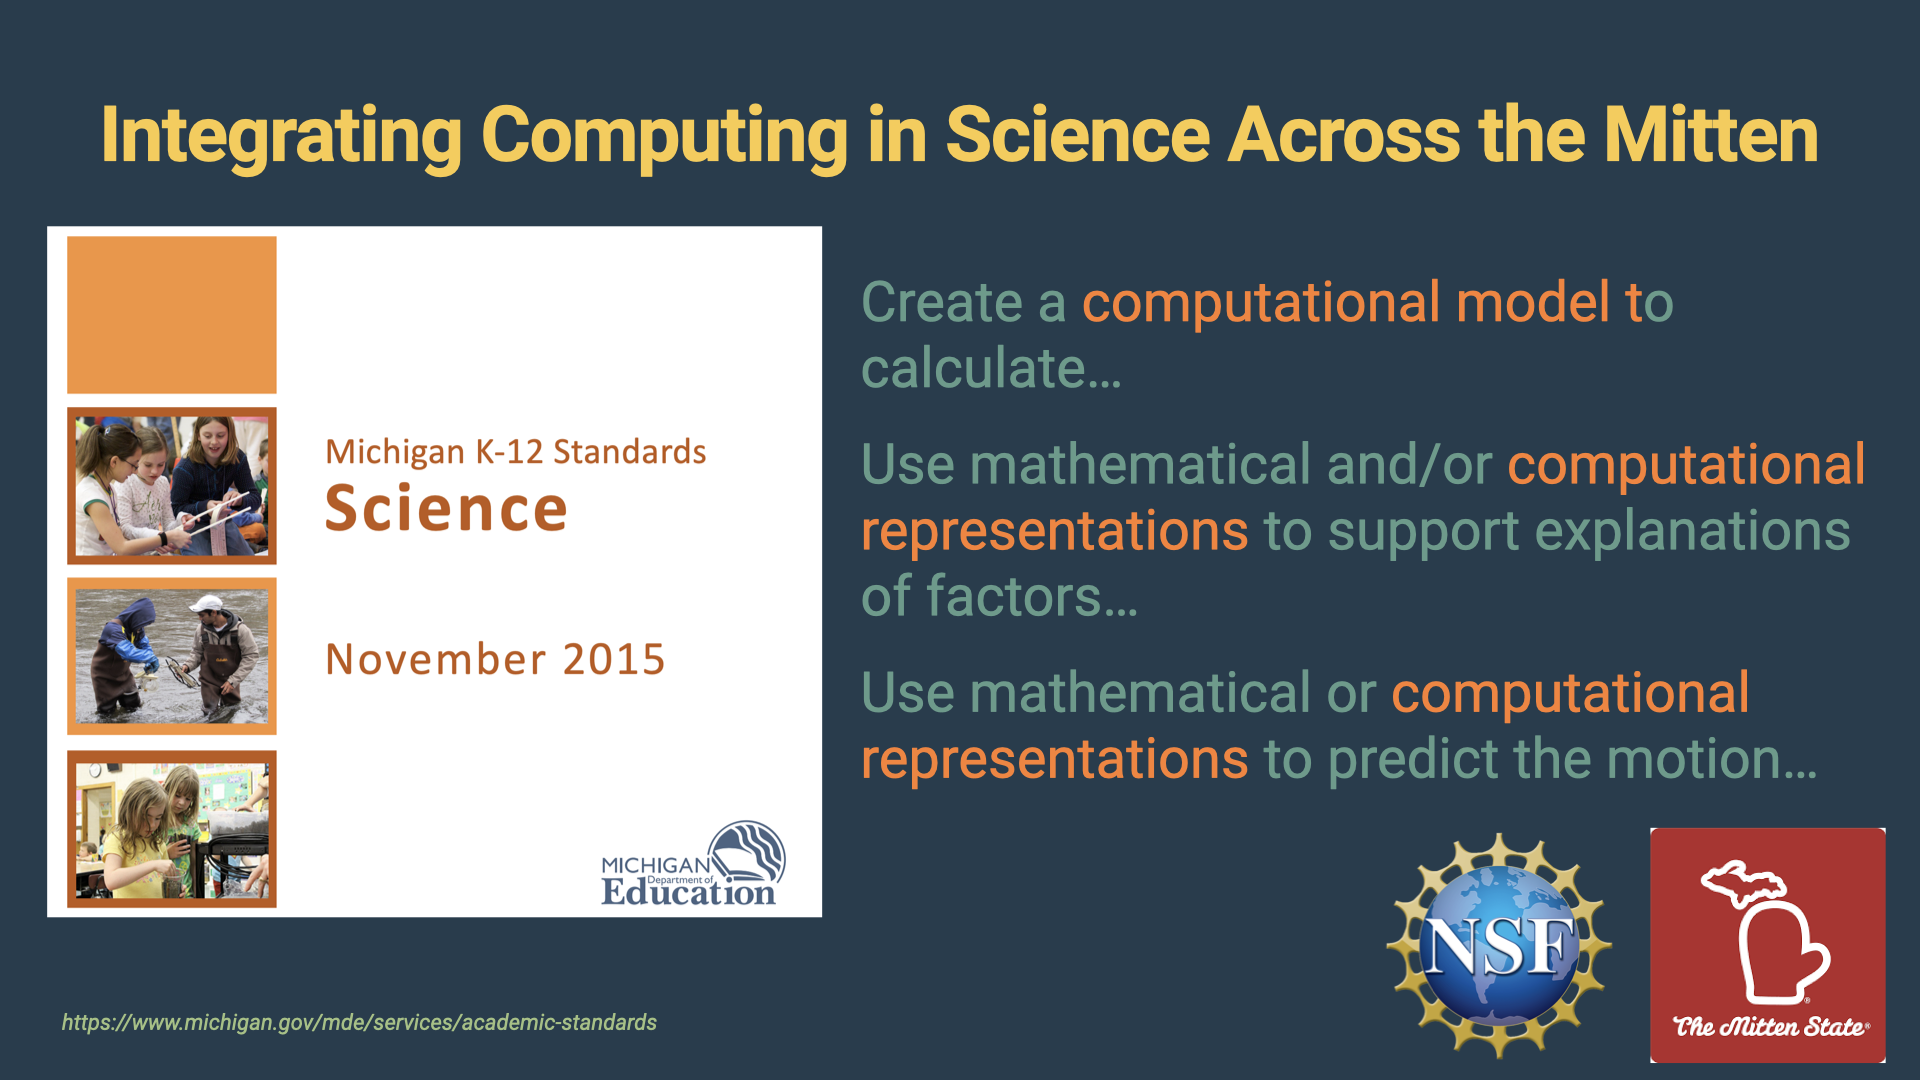 Integrating Computing in Science Across the Mitten
Michigan K-12 Standards
Science
November 2015
MICHIGAN
Department of
Education
Create a computational model to
calculate…
Use mathematical and/or computational
representations to support explanations
of factors…
Use mathematical or computational
representations to predict the motion…
NSF
The Mitten State®
https://www.michigan.gov/mde/services/academic-standards